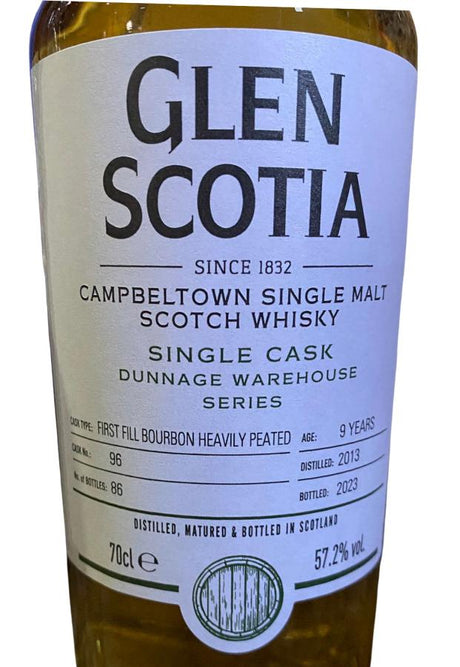 GLEN
SCOTIA
SINCE 1832
CAMPBELTOWN SINGLE MALT
SCOTCH WHISKY
SINGLE CASK
DUNNAGE WAREHOUSE
SERIES
CASK TYPE: FIRST FILL BOURBON HEAVILY PEATED AGE: 9 YEARS
CASK No.: 96 DISTILLED: 2013
No. of BOTTLES: 86 BOTTLED: 2023
DISTILLED, MATURED & BOTTLED IN SCOTLAND
70cl ℮ 57.2% vol.